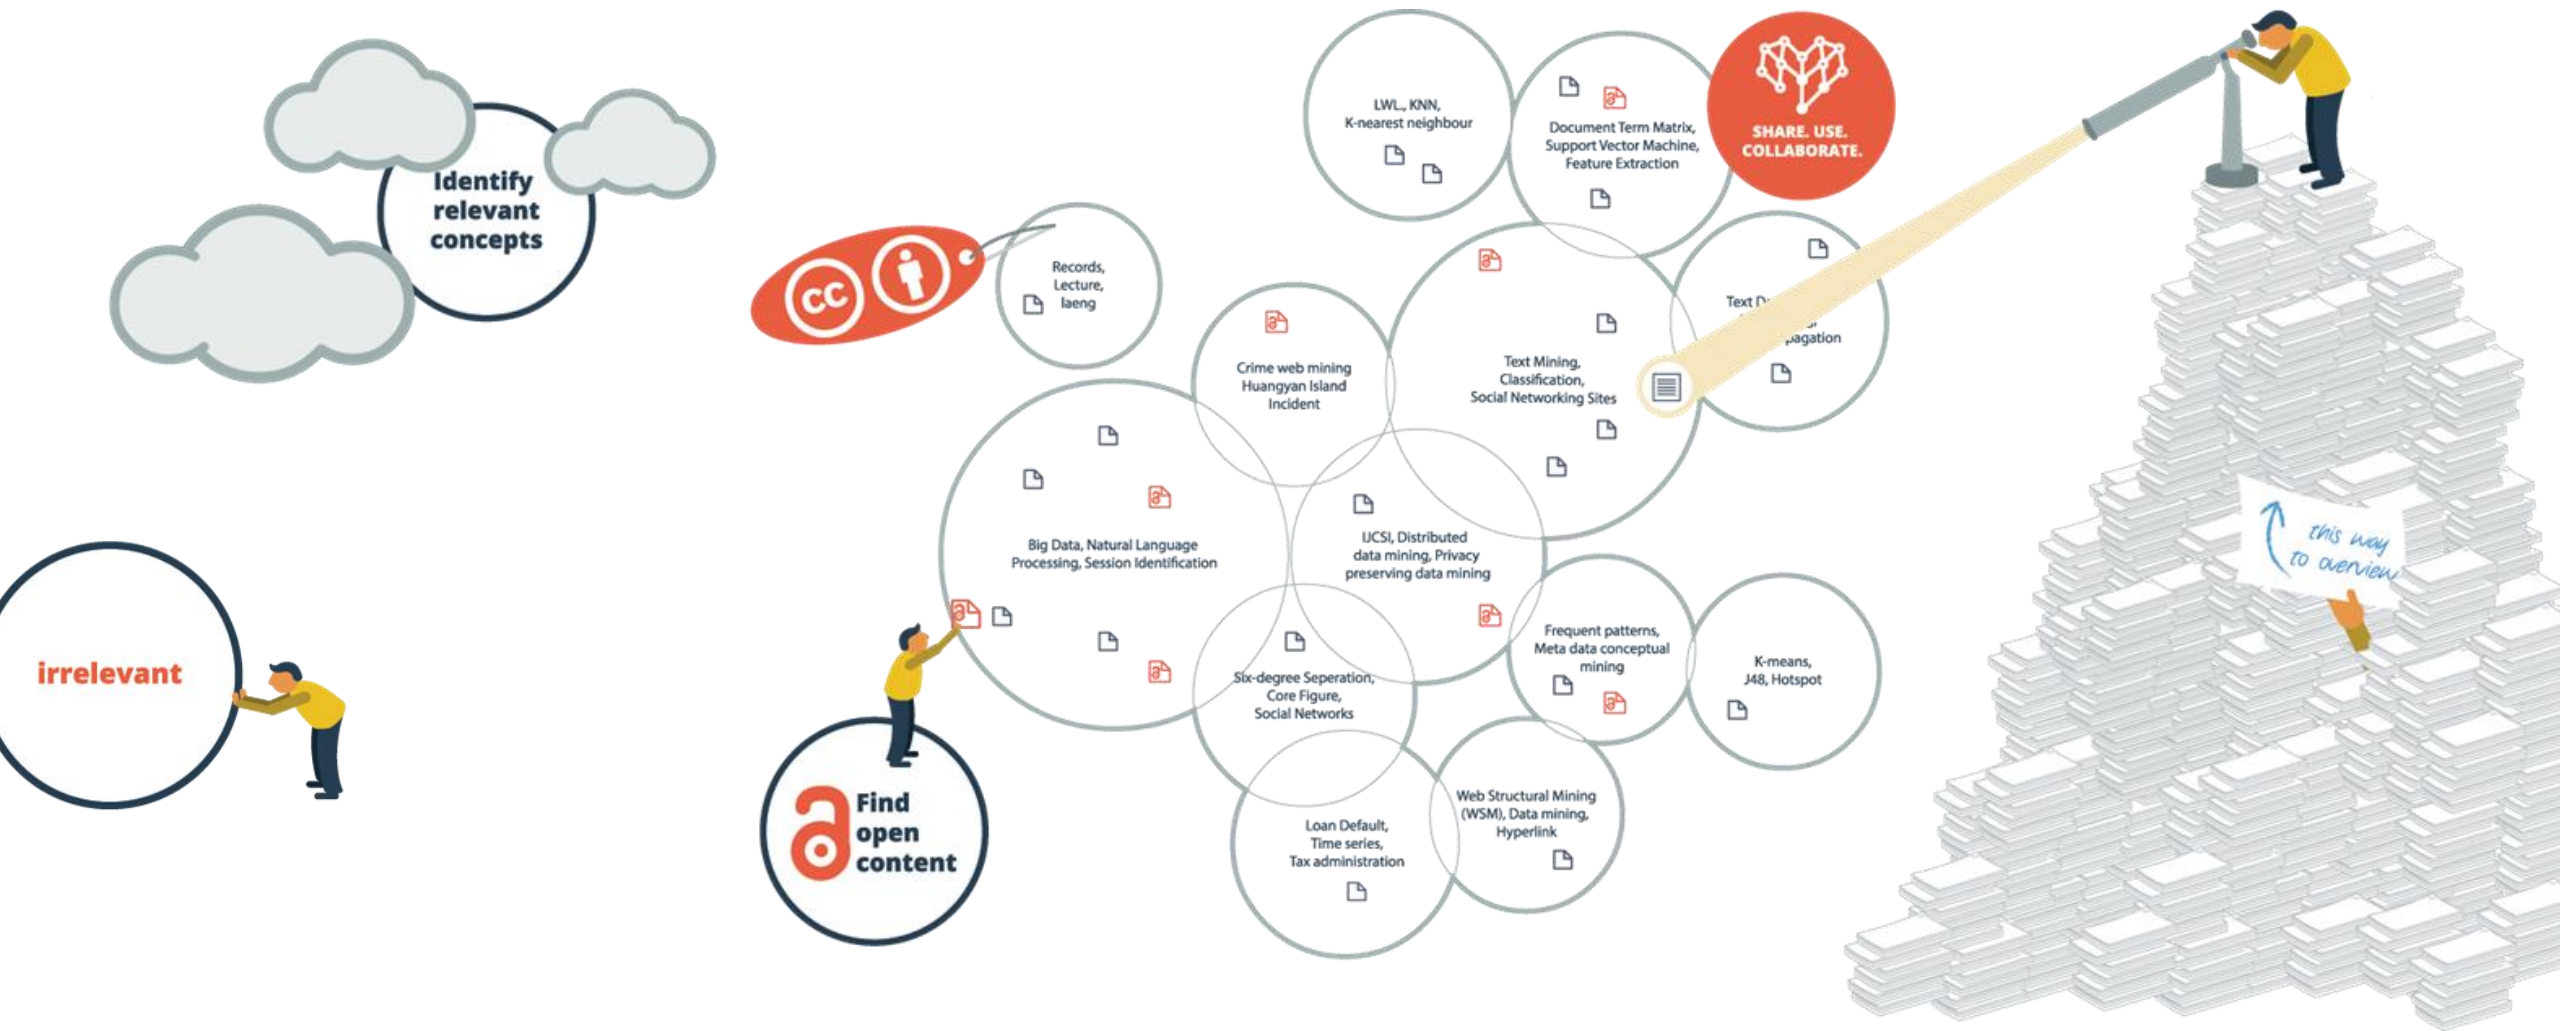 Identify
relevant
concepts
irrelevant
cc
Records,
Lecture,
Iaeng
LWL, KNN,
K-nearest neighbour
Document Term Matrix,
Support Vector Machine,
Feature Extraction
SHARE. USE.
COLLABORATE.
Crime web mining
Huangyan Island
Incident
Text Mining,
Classification,
Social Networking Sites
Text
Big Data, Natural Language
Processing, Session Identification
IJCSI, Distributed
data mining, Privacy
preserving data mining
Six-degree Seperation,
Core Figure,
Social Networks
Frequent patterns,
Meta data conceptual
mining
K-means,
J48, Hotspot
Find
open
content
Loan Default,
Time series,
Tax administration
Web Structural Mining
(WSM), Data mining,
Hyperlink
this way
to overview